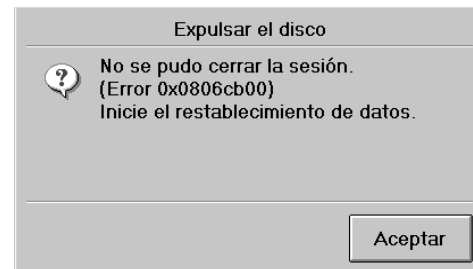 Expulsar el disco
No se pudo cerrar la sesión.
(Error 0x0806cb00)
Inicie el restablecimiento de datos.
Aceptar